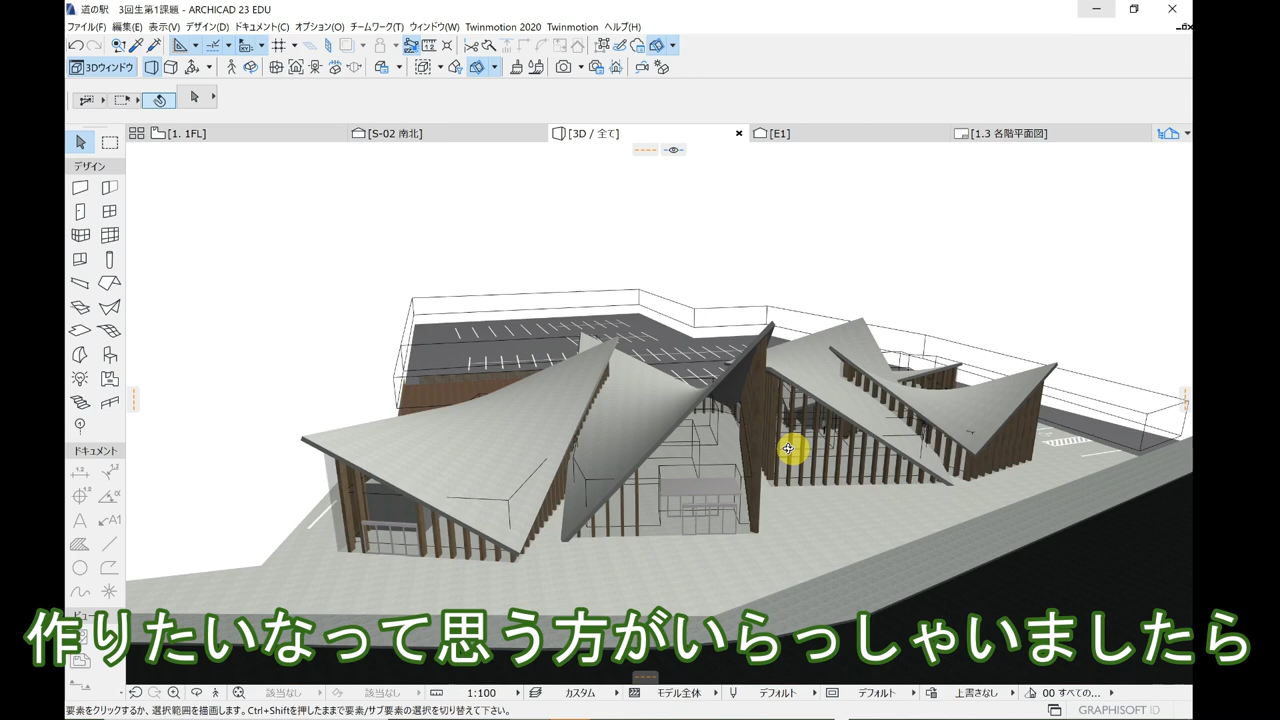 道の駅 3回生第1課題 - ARCHICAD 23 EDU
ファイル(F) 編集(E) 表示(V) デザイン(D) ドキュメント(C) オプション(O) チームワーク(T) ウィンドウ(W) Twinmotion 2020 Twinmotion ヘルプ(H)
3Dウィンドウ
[1. 1FL] [S-02 南北] [3D / 全て] [E1] [1.3 各階平面図]
デザイン
ドキュメント
作りたいなって思う方がいらっしゃいましたら
該当なし 該当なし 1:100 カスタム モデル全体 デフォルト デフォルト 上書きなし 00 すべての...
要素をクリックするか、選択範囲を描画します。Ctrl+Shiftを押したままで要素/サブ要素の選択を切り替えて下さい。
GRAPHISOFT ID